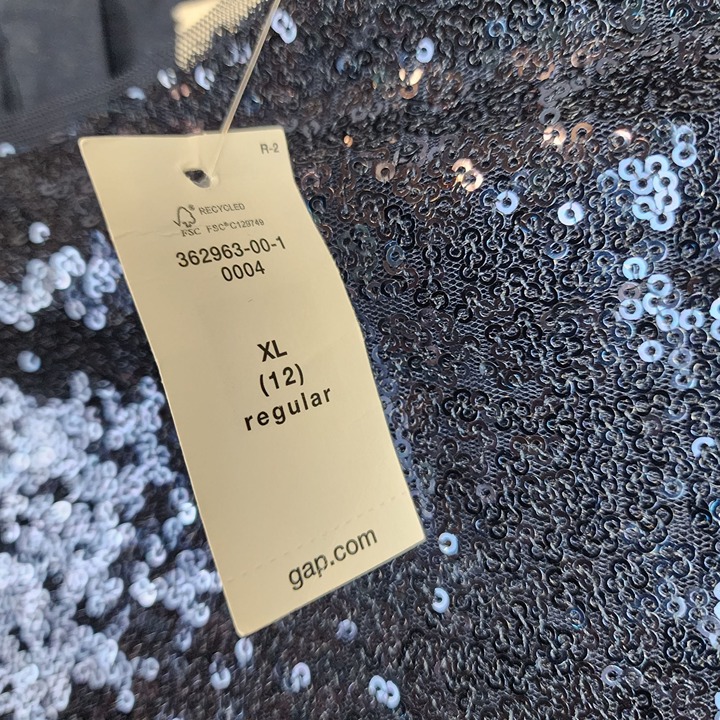 R-2
RECYCLED
FSC FSC® C129749
362963-00-1
0004
XL
(12)
regular
gap.com